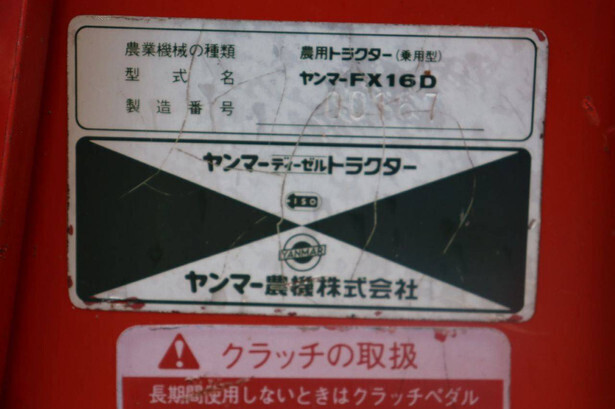 農業機械の種類 農用トラクター(乗用型)
型式名 ヤンマーFX16D
製造番号
ヤンマーディーゼルトラクター
ISO
YANMAR
ヤンマー農機株式会社
クラッチの取扱
長期間使用しないときはクラッチペダル